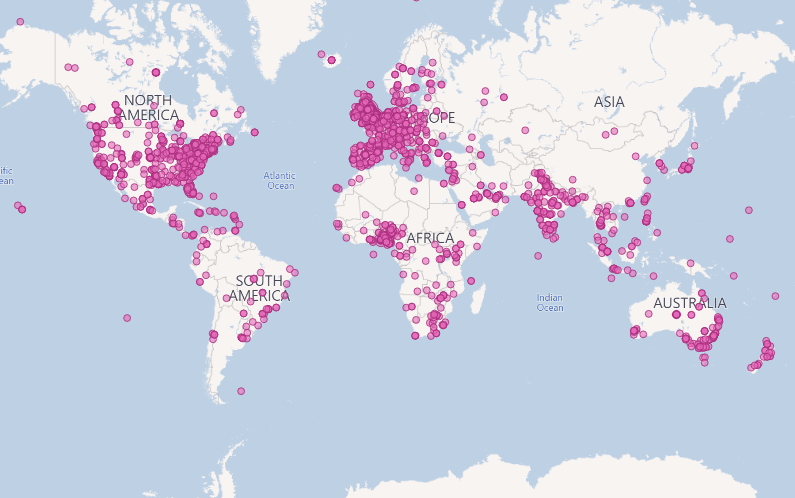 NORTH
AMERICA
ASIA
Atlantic
Ocean
AFRICA
SOUTH
AMERICA
Indian
Ocean
AUSTRALIA